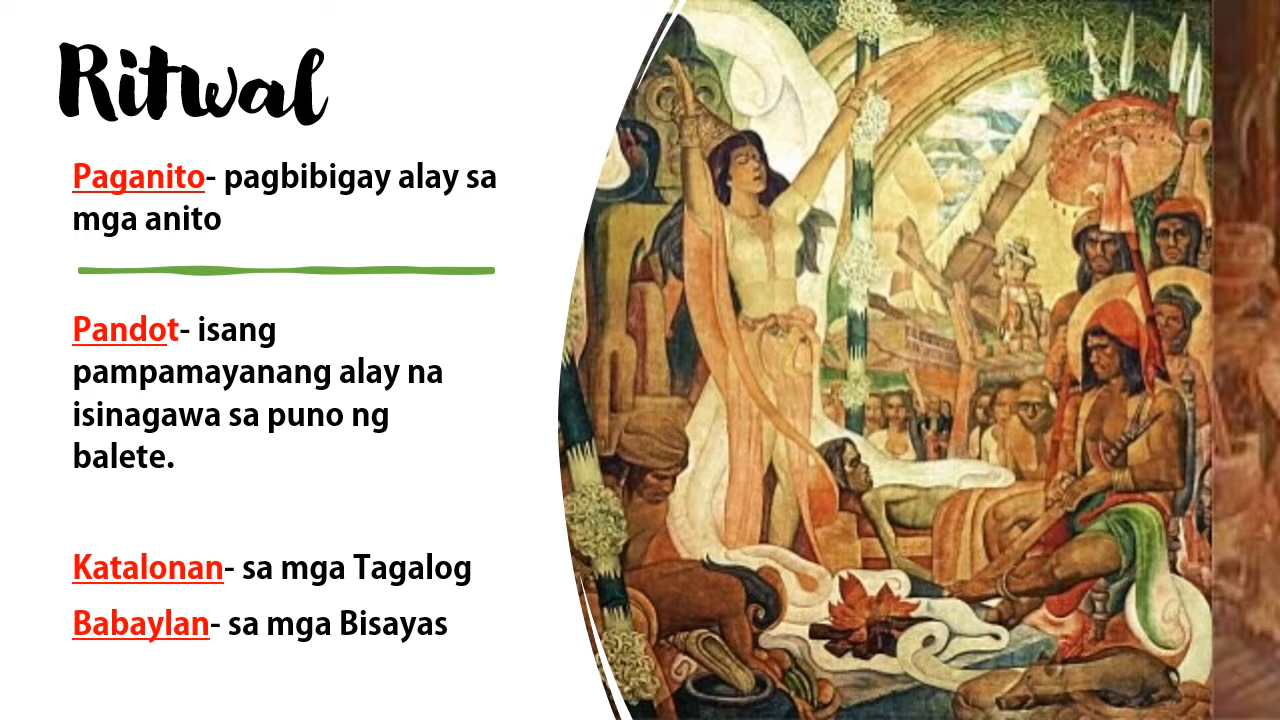 Ritwal
Paganito- pagbibigay alay sa
mga anito
Pandot- isang
pampamayanang alay na
isinagawa sa puno ng
balete.
Katalonan- sa mga Tagalog
Babaylan- sa mga Bisayas